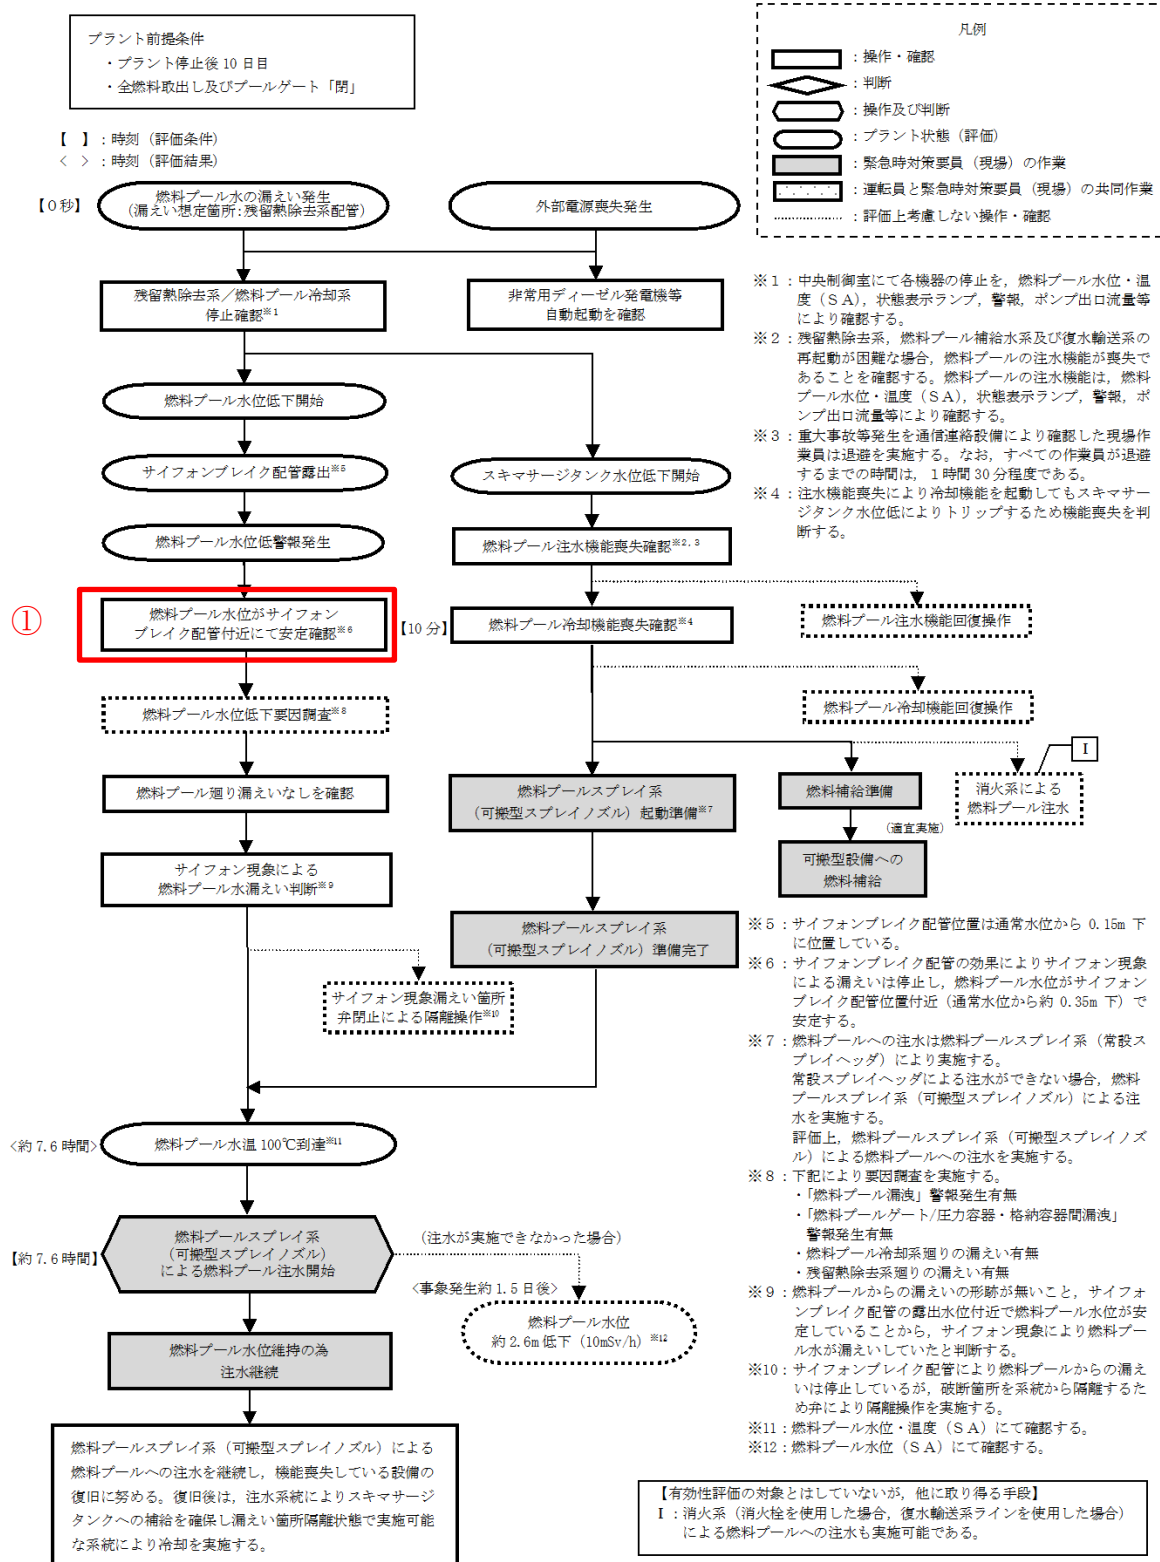 プラント前提条件
・プラント停止後 10 日目
・全燃料取出し及びプールゲート「閉」
【　】：時刻（評価条件）
＜　＞：時刻（評価結果）
凡例
：操作・確認
：判断
：操作及び判断
：プラント状態（評価）
：緊急時対策要員（現場）の作業
：運転員と緊急時対策要員（現場）の共同作業
：評価上考慮しない操作・確認
【０秒】
燃料プール水の漏えい発生
（漏えい想定箇所：残留熱除去系配管）
外部電源喪失発生
残留熱除去系／燃料プール冷却系
停止確認※1
非常用ディーゼル発電機等
自動起動を確認
燃料プール水位低下開始
サイフォンブレイク配管露出※5
スキマサージタンク水位低下開始
燃料プール水位低警報発生
燃料プール注水機能喪失確認※2, 3
①
燃料プール水位がサイフォン
ブレイク配管付近にて安定確認※6
【10 分】
燃料プール冷却機能喪失確認※4
燃料プール注水機能回復操作
燃料プール水位低下要因調査※8
燃料プール冷却機能回復操作
Ⅰ
燃料プール廻り漏えいなしを確認
燃料プールスプレイ系
（可搬型スプレイノズル）起動準備※7
燃料補給準備
消火系による
燃料プール注水
（適宜実施）
可搬型設備への
燃料補給
サイフォン現象による
燃料プール水漏えい判断※9
燃料プールスプレイ系
（可搬型スプレイノズル）準備完了
サイフォン現象漏えい箇所
弁閉止による隔離操作※10
＜約 7.6 時間＞
燃料プール水温 100℃到達※11
【約 7.6 時間】
燃料プールスプレイ系
（可搬型スプレイノズル）
による燃料プール注水開始
（注水が実施できなかった場合）
＜事象発生約 1.5 日後＞
燃料プール水位
約 2.6m 低下（10mSv/h）※12
燃料プール水位維持の為
注水継続
燃料プールスプレイ系（可搬型スプレイノズル）による
燃料プールへの注水を継続し，機能喪失している設備の
復旧に努める。復旧後は，注水系統によりスキマサージ
タンクへの補給を確保し漏えい箇所隔離状態で実施可能
な系統により冷却を実施する。
※１：中央制御室にて各機器の停止を，燃料プール水位・温
度（ＳＡ），状態表示ランプ，警報，ポンプ出口流量等
により確認する。
※２：残留熱除去系，燃料プール補給水系及び復水輸送系の
再起動が困難な場合，燃料プールの注水機能が喪失で
あることを確認する。燃料プールの注水機能は，燃料
プール水位・温度（ＳＡ），状態表示ランプ，警報，ポ
ンプ出口流量等により確認する。
※３：重大事故等発生を通信連絡設備により確認した現場作
業員は退避を実施する。なお，すべての作業員が退避
するまでの時間は，１時間 30 分程度である。
※４：注水機能喪失により冷却機能を起動してもスキマサー
ジタンク水位低によりトリップするため機能喪失を判
断する。
※５：サイフォンブレイク配管位置は通常水位から 0.15m 下
に位置している。
※６：サイフォンブレイク配管の効果によりサイフォン現象
による漏えいは停止し，燃料プール水位がサイフォン
ブレイク配管位置付近（通常水位から約 0.35m 下）で
安定する。
※７：燃料プールへの注水は燃料プールスプレイ系（常設ス
プレイヘッダ）により実施する。
常設スプレイヘッダによる注水ができない場合，燃料
プールスプレイ系（可搬型スプレイノズル）による注
水を実施する。
評価上，燃料プールスプレイ系（可搬型スプレイノズ
ル）による燃料プールへの注水を実施する。
※８：下記により要因調査を実施する。
・「燃料プール漏洩」警報発生有無
・「燃料プールゲート/圧力容器・格納容器間漏洩」
警報発生有無
・燃料プール冷却系廻りの漏えい有無
・残留熱除去系廻りの漏えい有無
※９：燃料プールからの漏えいの形跡が無いこと，サイフォ
ンブレイク配管の露出水位付近で燃料プール水位が安
定していることから，サイフォン現象により燃料プー
ル水が漏えいしていたと判断する。
※10：サイフォンブレイク配管により燃料プールからの漏え
いは停止しているが，破断箇所を系統から隔離するた
め弁により隔離操作を実施する。
※11：燃料プール水位・温度（ＳＡ）にて確認する。
※12：燃料プール水位（ＳＡ）にて確認する。
【有効性評価の対象とはしていないが，他に取り得る手段】
Ⅰ：消火系（消火栓を使用した場合，復水輸送系ラインを使用した場合）
による燃料プールへの注水も実施可能である。